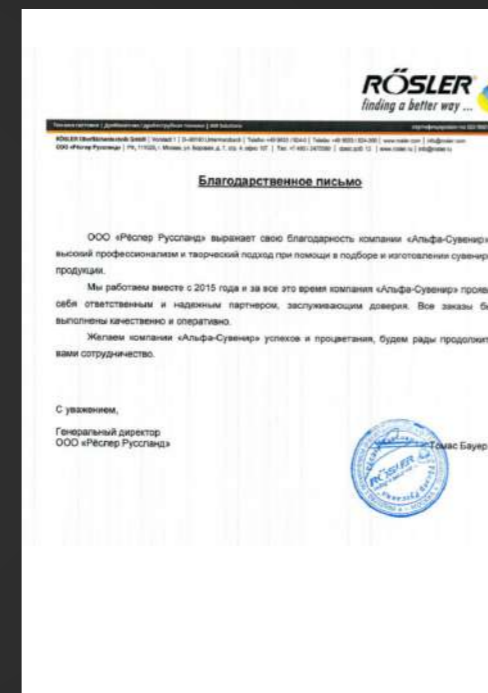 RÖSLER
finding a better way ...
Благодарственное письмо
ООО «Рёслер Руссланд» выражает свою благодарность компании «Альфа-Сувенир»
высокий профессионализм и творческий подход при помощи в подборе и изготовлении сувенир
продукции.
Мы работаем вместе с 2015 года и за все это время компания «Альфа-Сувенир» прояв
себя ответственным и надежным партнером, заслуживающим доверия. Все заказы бы
выполнены качественно и оперативно.
Желаем компании «Альфа-Сувенир» успехов и процветания, будем рады продолжит
вами сотрудничество.
С уважением,
Генеральный директор
ООО «Рёслер Руссланд»
Томас Бауер
RÖSLER